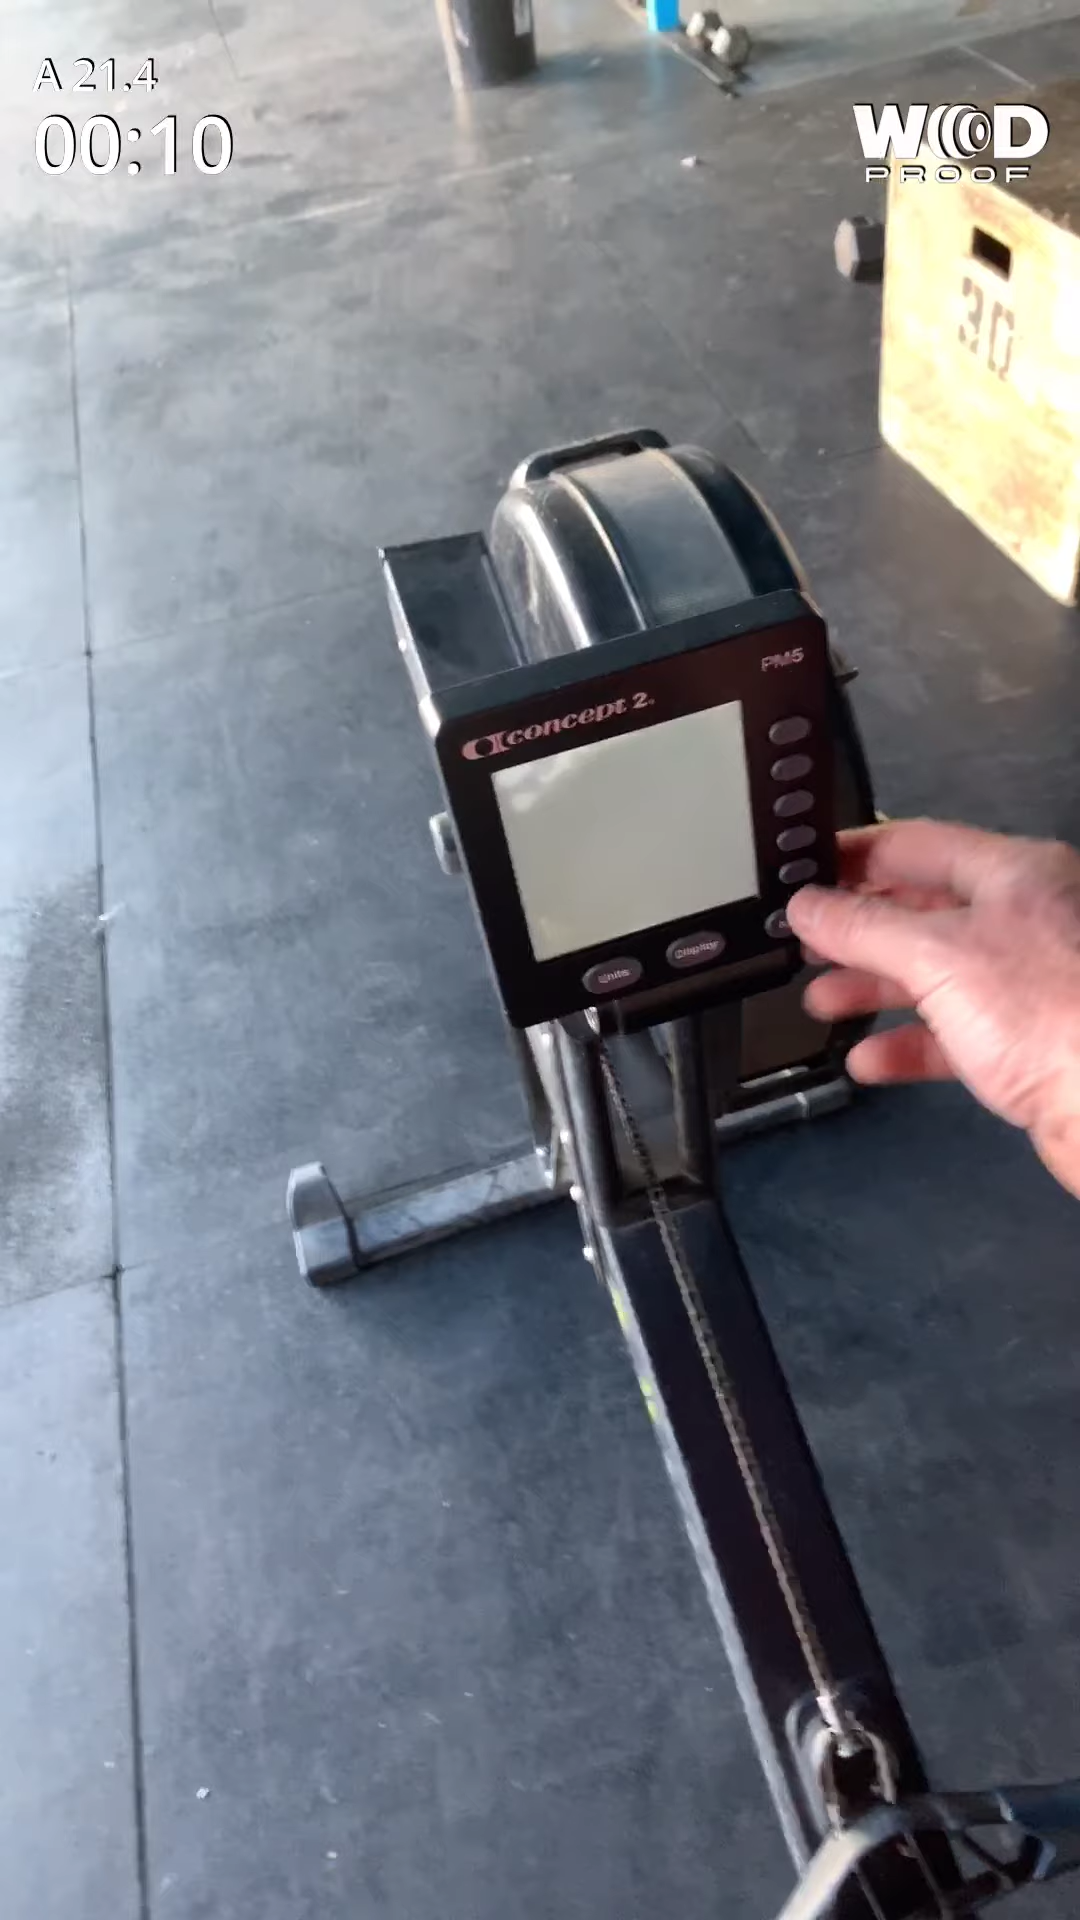 A 21.4
00:10
WOD
PROOF
30
PM5
concept 2.
Units
Display